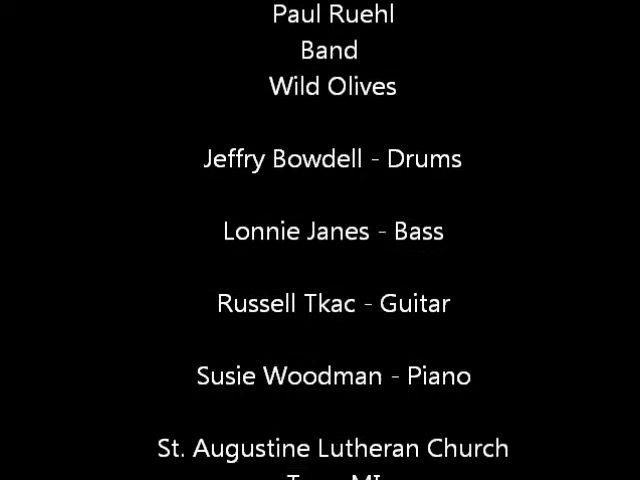 Paul Ruehl
Band
Wild Olives
Jeffry Bowdell - Drums
Lonnie Janes - Bass
Russell Tkac - Guitar
Susie Woodman - Piano
St. Augustine Lutheran Church
MI